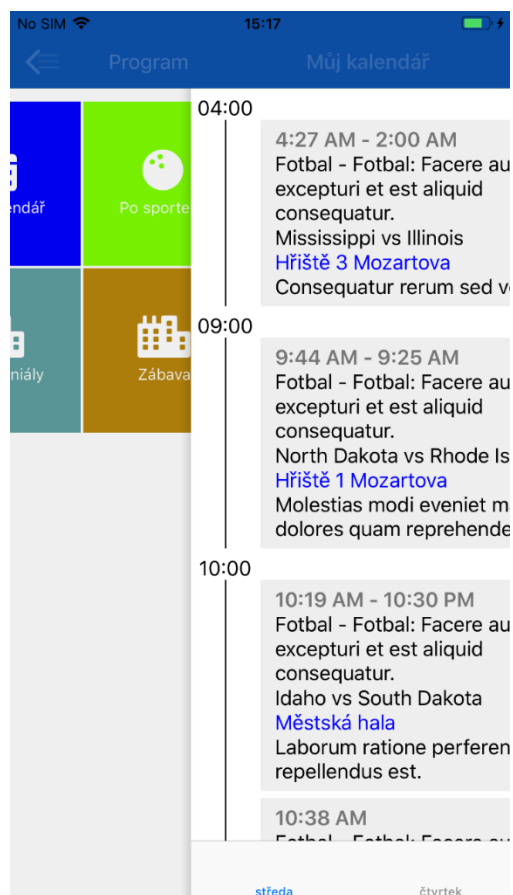 No SIM 15:17
Program Můj kalendář
04:00
4:27 AM - 2:00 AM
Fotbal - Fotbal: Facere au
excepturi et est aliquid
consequatur.
Mississippi vs Illinois
Hřiště 3 Mozartova
Consequatur rerum sed v
ndář
Po sporte
09:00
9:44 AM - 9:25 AM
Fotbal - Fotbal: Facere au
excepturi et est aliquid
consequatur.
North Dakota vs Rhode Is
Hřiště 1 Mozartova
Molestias modi eveniet m
dolores quam reprehende
niály
Zábava
10:00
10:19 AM - 10:30 PM
Fotbal - Fotbal: Facere au
excepturi et est aliquid
consequatur.
Idaho vs South Dakota
Městská hala
Laborum ratione perferen
repellendus est.
10:38 AM
středa čtvrtek